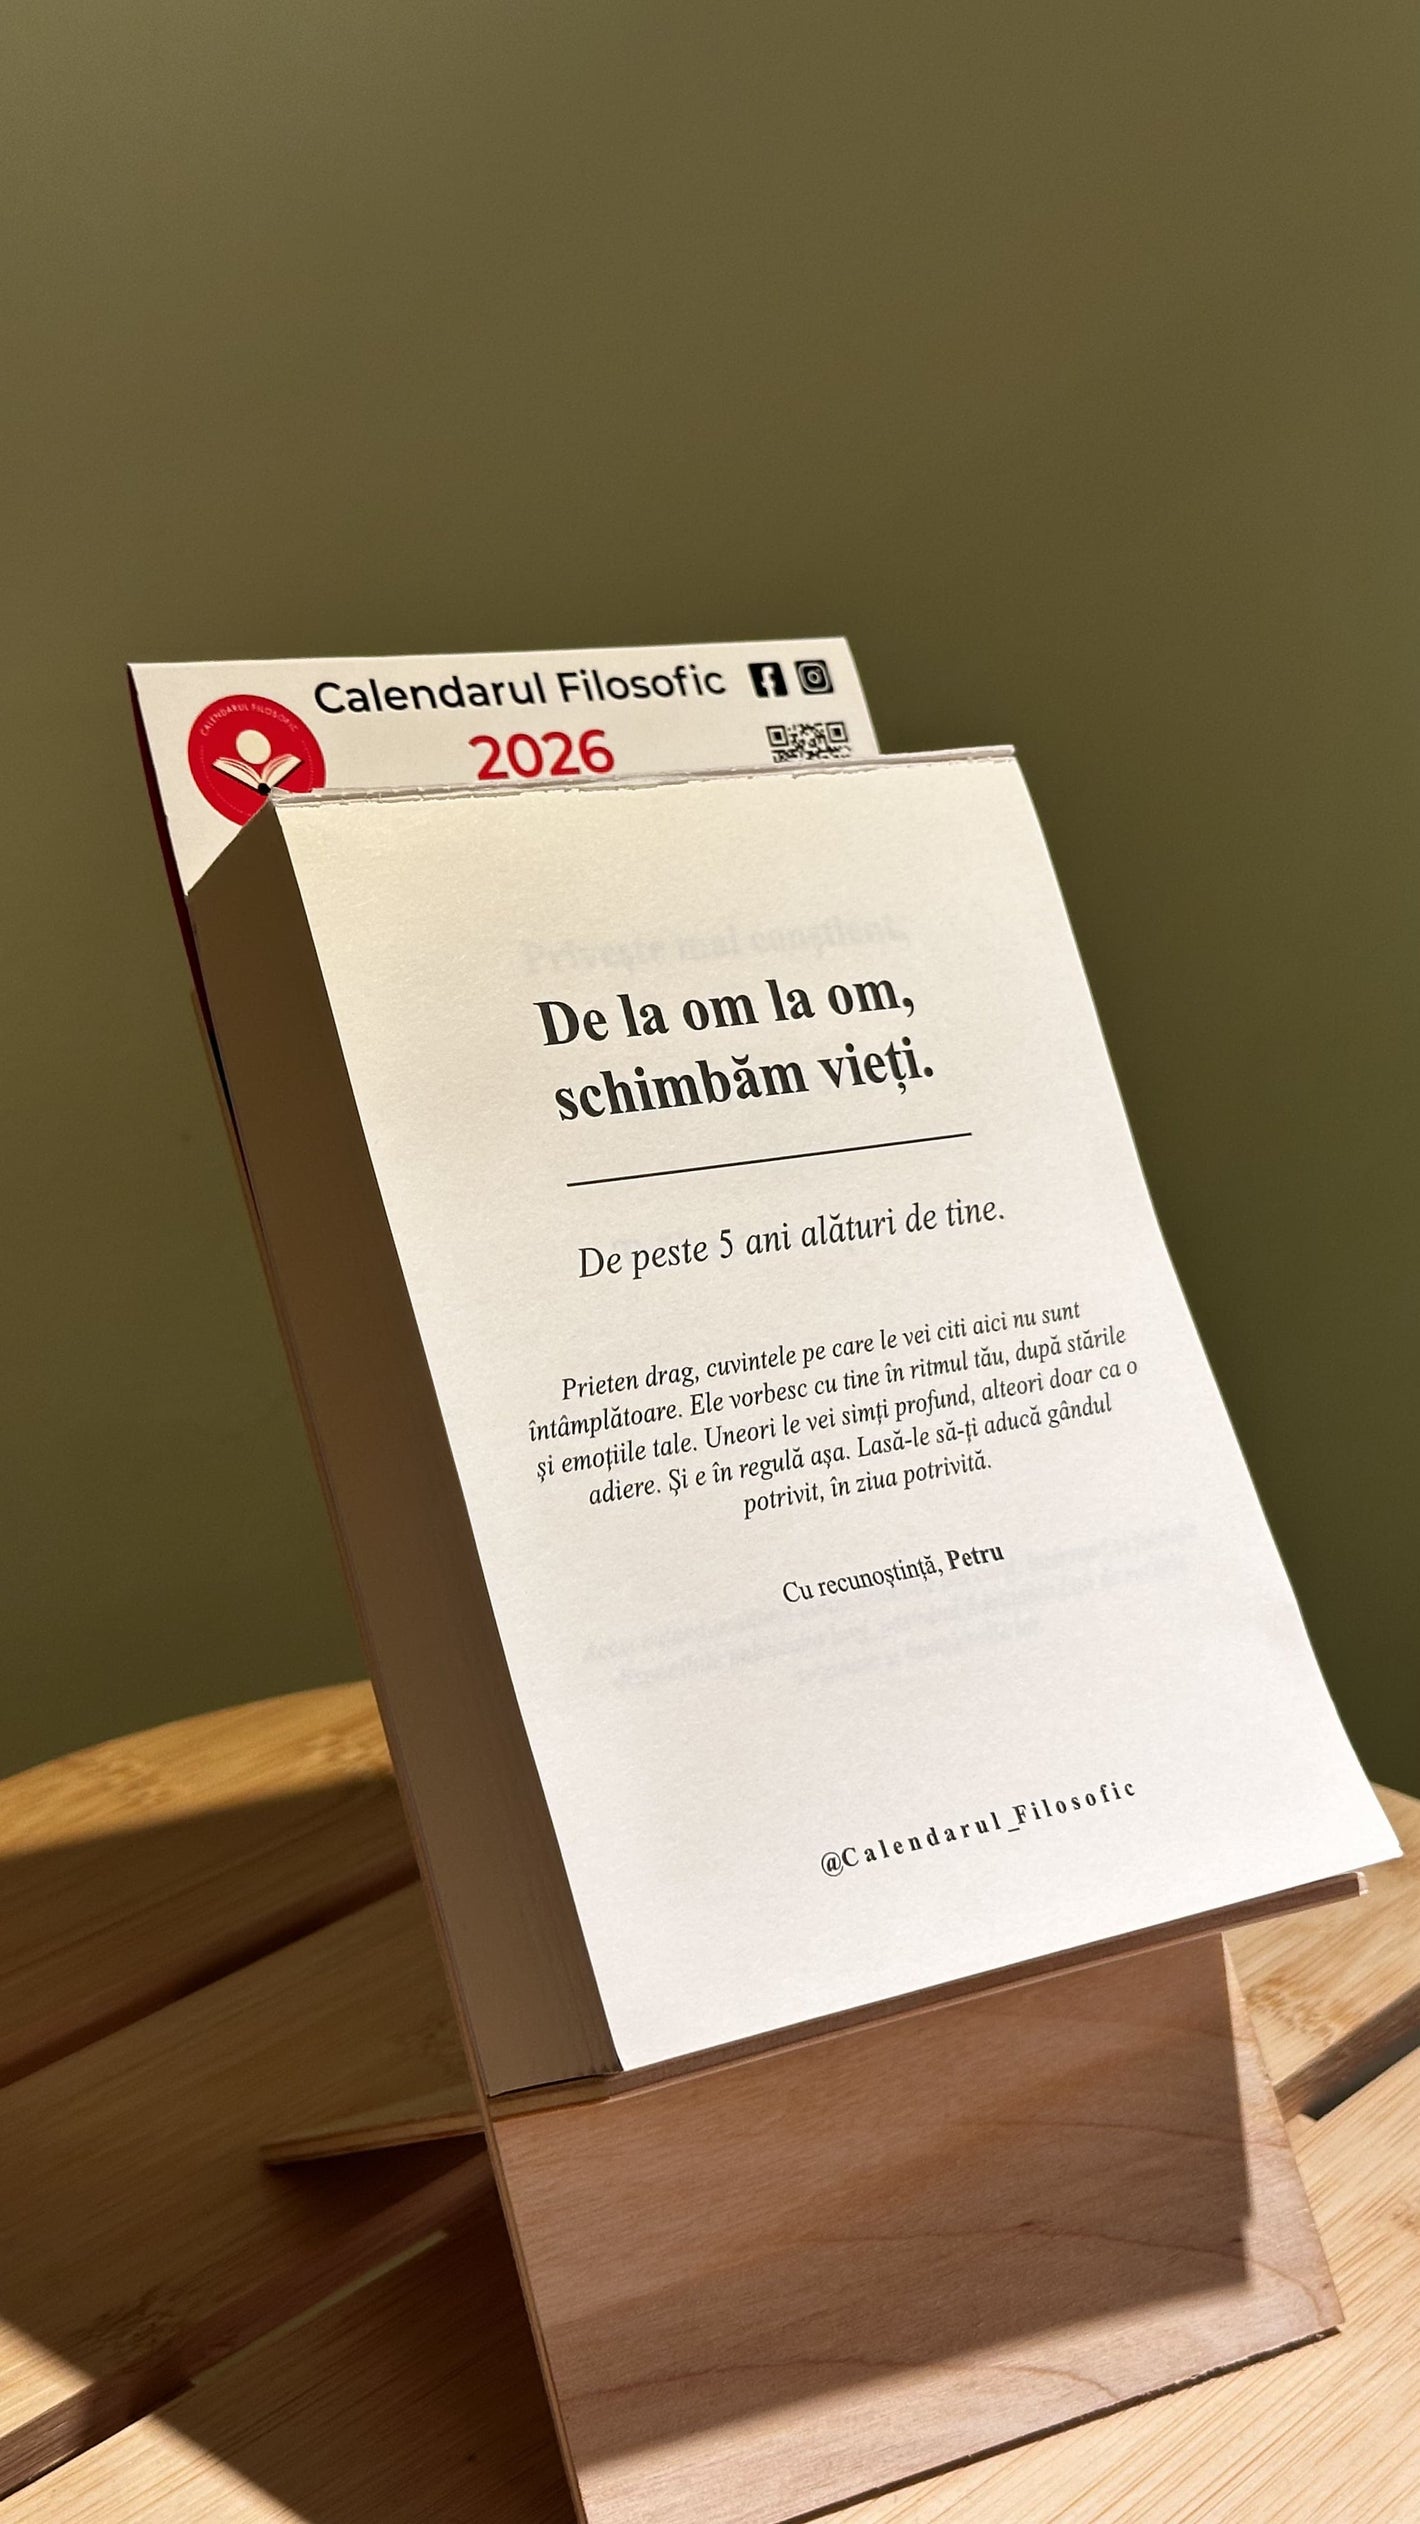 Calendarul Filosofic
2026
CALENDARUL FILOSOFIC
De la om la om,
schimbăm vieți.
De peste 5 ani alături de tine.
Prieten drag, cuvintele pe care le vei citi aici nu sunt
întâmplătoare. Ele vorbesc cu tine în ritmul tău, după stările
și emoțiile tale. Uneori le vei simți profund, alteori doar ca o
adiere. Și e în regulă așa. Lasă-le să-ți aducă gândul
potrivit, în ziua potrivită.
Cu recunoștință, Petru
@Calendarul_Filosofic